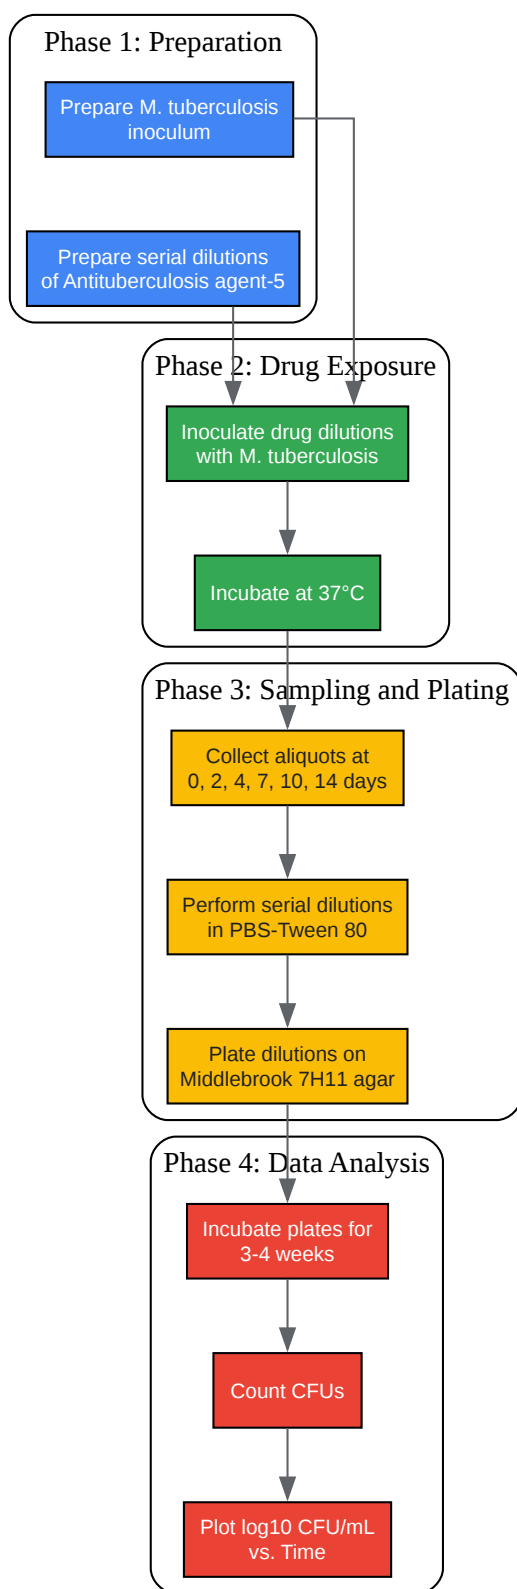 Phase 1: Preparation
Prepare M. tuberculosis
inoculum
Prepare serial dilutions
of Antituberculosis agent-5
Phase 2: Drug Exposure
Inoculate drug dilutions
with M. tuberculosis
Incubate at 37°C
Phase 3: Sampling and Plating
Collect aliquots at
0, 2, 4, 7, 10, 14 days
Perform serial dilutions
in PBS-Tween 80
Plate dilutions on
Middlebrook 7H11 agar
Phase 4: Data Analysis
Incubate plates for
3-4 weeks
Count CFUs
Plot log10 CFU/mL
vs. Time